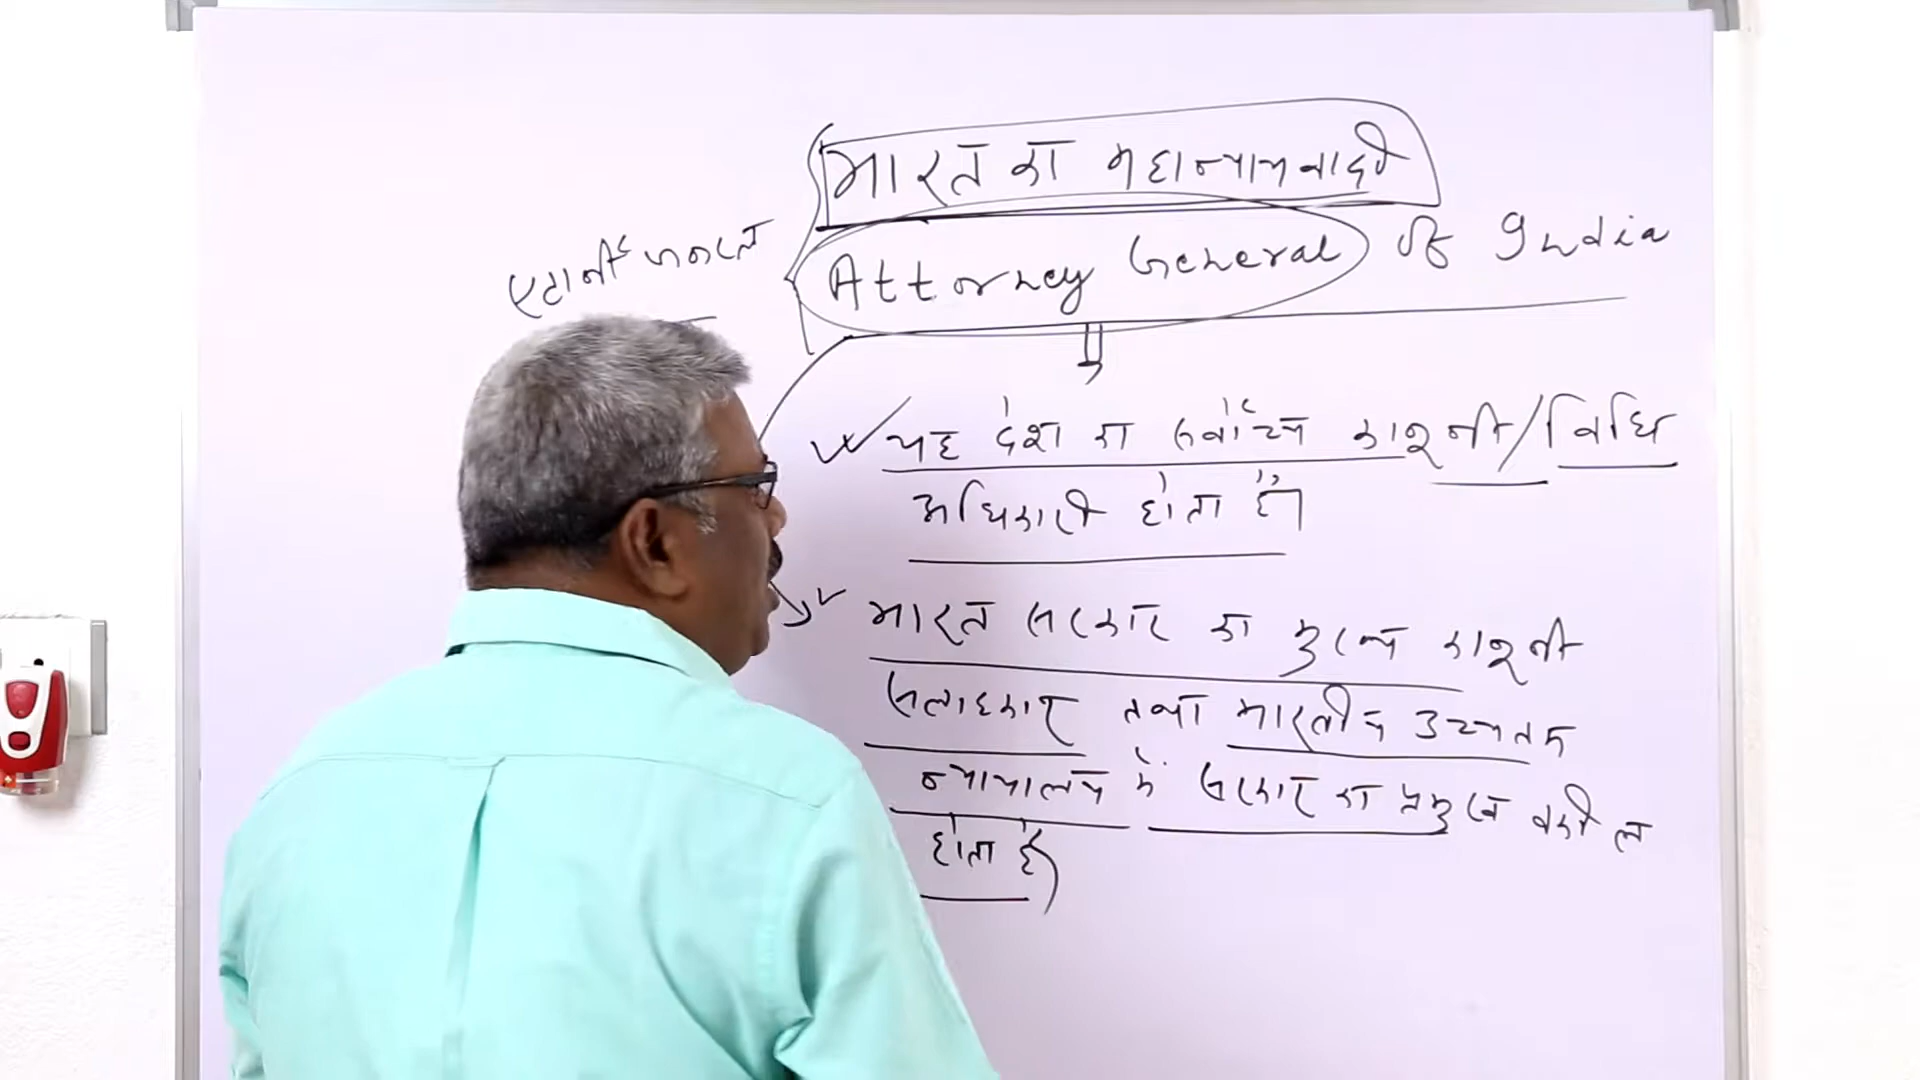 भारत का महान्यायवादी
एटार्नी जनरल
Attorney General of India
यह देश का सर्वोच्च कानूनी/विधि
अधिकारी होता है।
भारत सरकार का मुख्य कानूनी
सलाहकार तथा भारतीय उच्चतम
न्यायालय में सरकार का प्रमुख वकील
होता है।